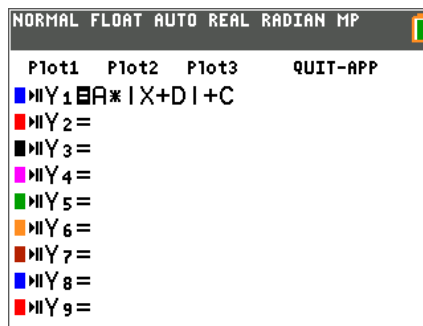 NORMAL FLOAT AUTO REAL RADIAN MP
Plot1 Plot2 Plot3 QUIT-APP
Y1=A*|X+D|+C
Y2=
Y3=
Y4=
Y5=
Y6=
Y7=
Y8=
Y9=